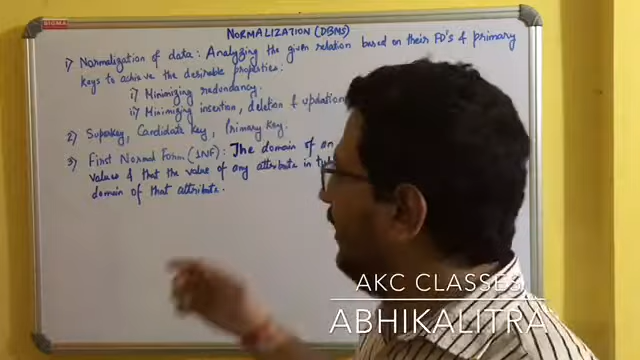 SIGMA
NORMALIZATION (DBMS)
1) Normalization of data: Analyzing the given relation based on their FD's & primary
keys to achieve the desirable properties:
i) Minimizing redundancy.
ii) Minimizing insertion, deletion & updation
2) Superkey, Candidate key, Primary key.
3) First Normal Form (1NF): The domain of an
values & that the value of any attribute in
domain of that attribute.
AKC CLASSES
ABHIKALITRA